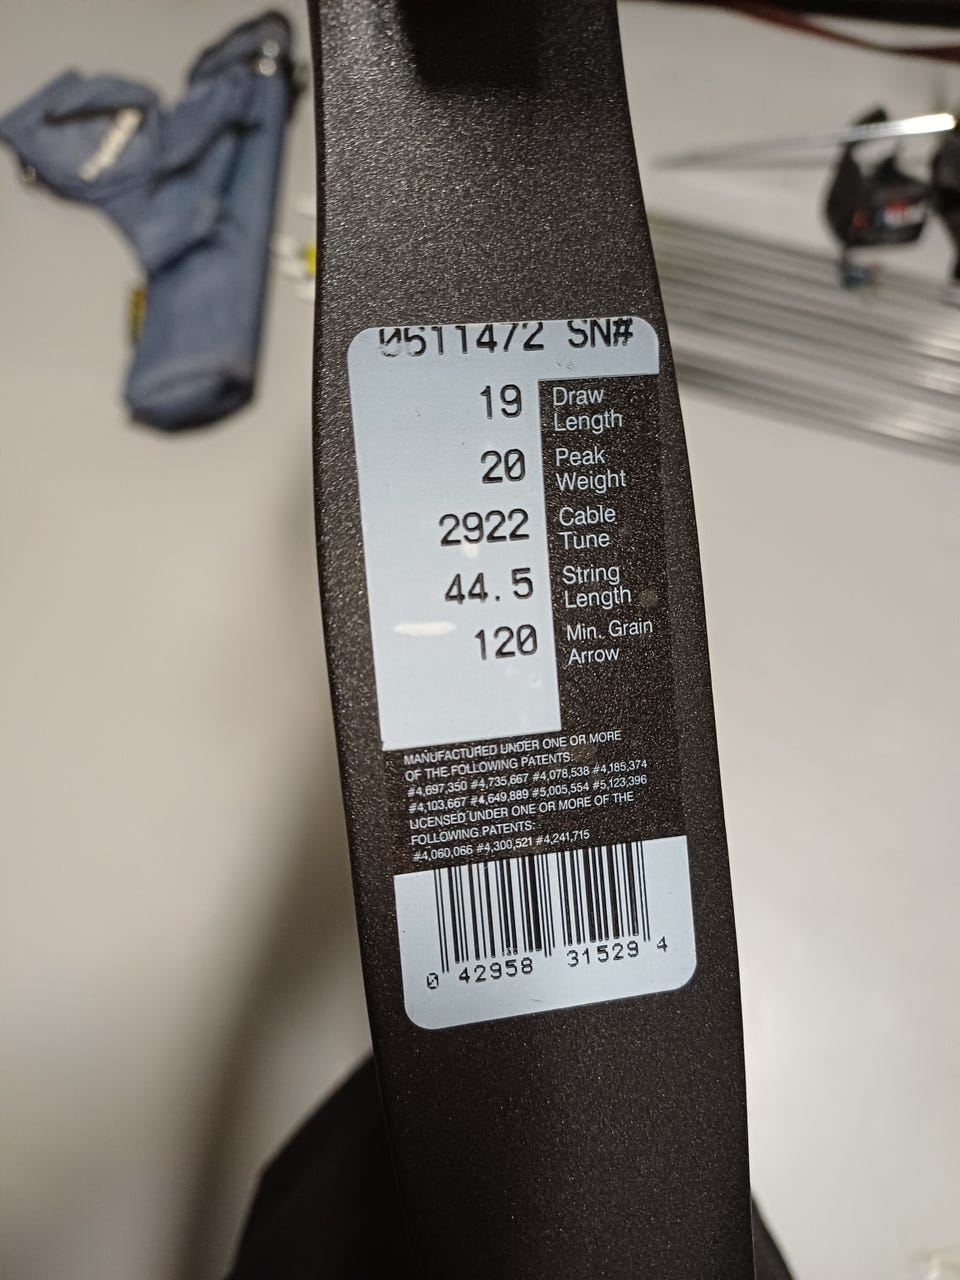 0511472 SN#
19 Draw Length
20 Peak Weight
2922 Cable Tune
44.5 String Length
120 Min. Grain Arrow
MANUFACTURED UNDER ONE OR MORE
OF THE FOLLOWING PATENTS:
#4,697,350 #4,735,667 #4,078,538 #4,185,374
#4,103,667 #4,649,889 #5,005,554 #5,123,396
LICENSED UNDER ONE OR MORE OF THE
FOLLOWING PATENTS:
#4,060,066 #4,300,521 #4,241,715
0 42958 31529 4